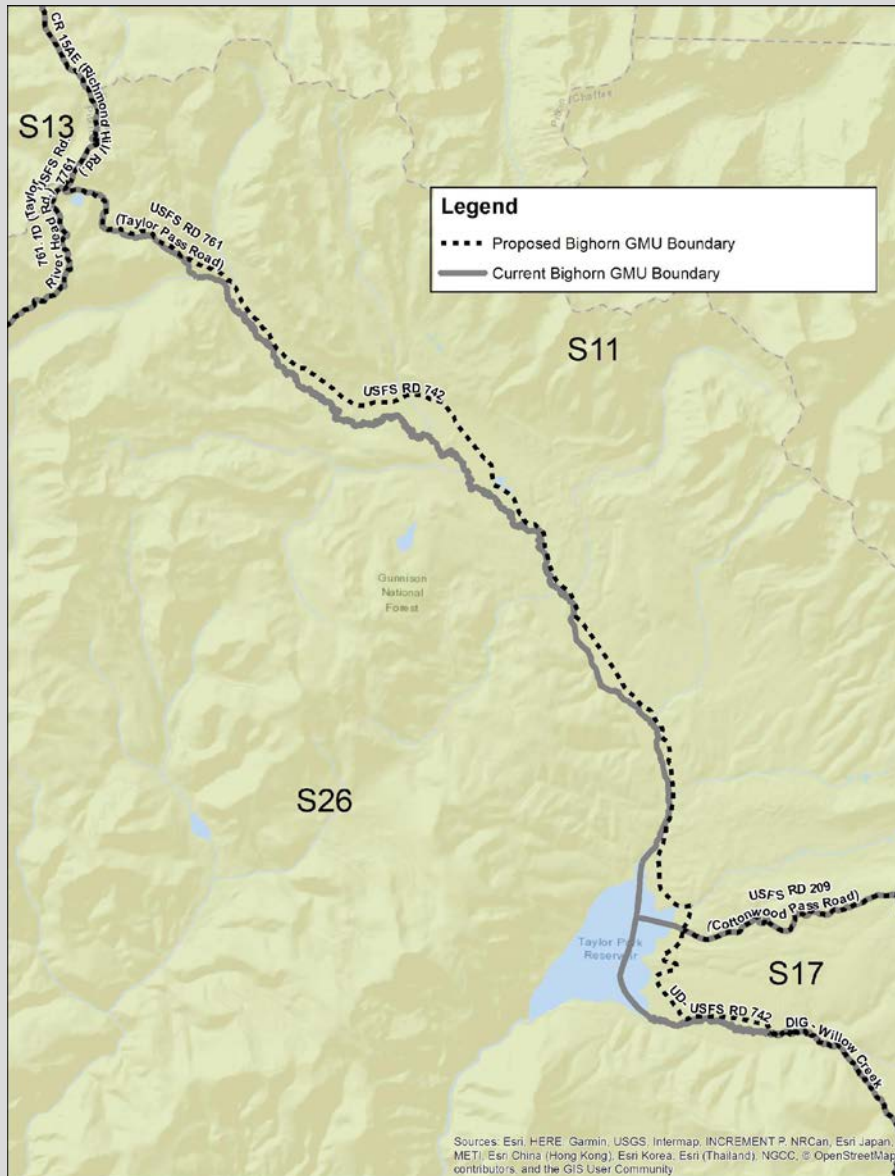 CR 15AE (Richmond Hill Rd.)
S13
USFS Rd.
7761
761. 1D (Taylor
River Head Rd.)
USFS RD 761
(Taylor Pass Road)
Legend
Proposed Bighorn GMU Boundary
Current Bighorn GMU Boundary
S11
USFS RD 742
Gunnison
National
Forest
S26
USFS RD 209
(Cottonwood Pass Road)
Taylor Park
Reservoir
S17
UD- USFS RD 742
DIG - Willow Creek
Sources: Esri, HERE, Garmin, USGS, Intermap, INCREMENT P, NRCan, Esri Japan,
METI, Esri China (Hong Kong), Esri Korea, Esri (Thailand), NGCC, © OpenStreetMap
contributors, and the GIS User Community